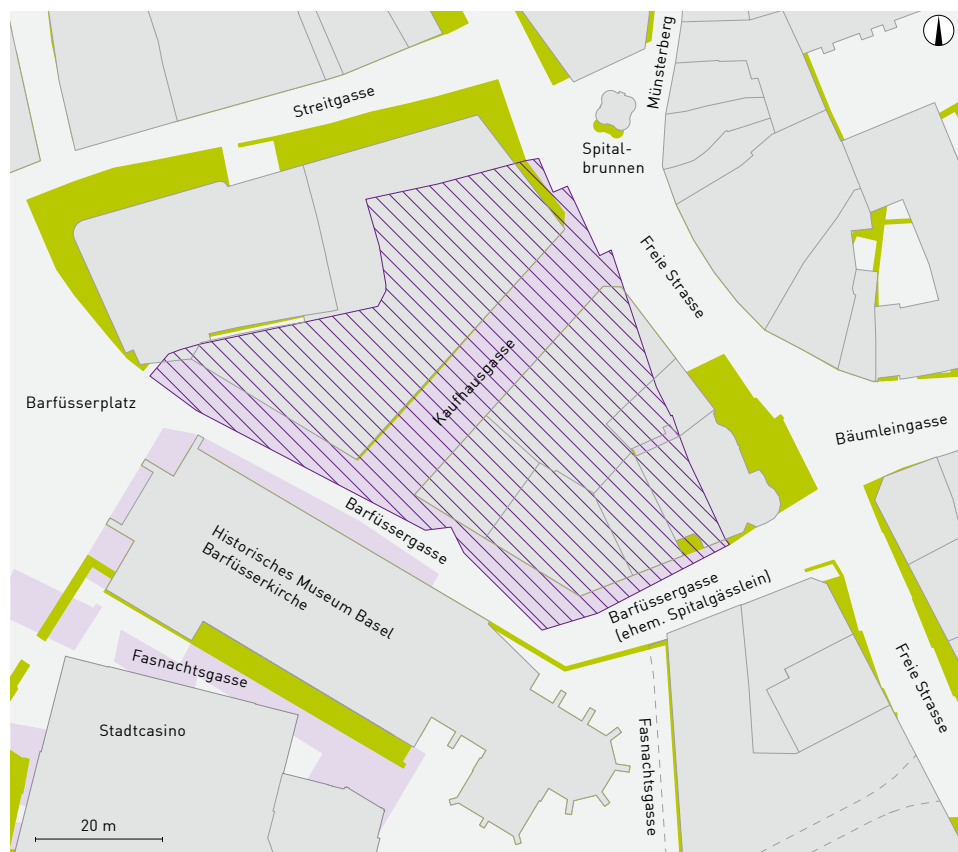 Streitgasse
Münsterberg
Spital-
brunnen
Freie Strasse
Kaufhausgasse
Barfüsserplatz
Bäumleingasse
Barfüssergasse
Historisches Museum Basel
Barfüsserkirche
Barfüssergasse
(ehem. Spitalgässlein)
Fasnachtsgasse
Freie Strasse
Stadtcasino
Fasnachtsgasse
20 m